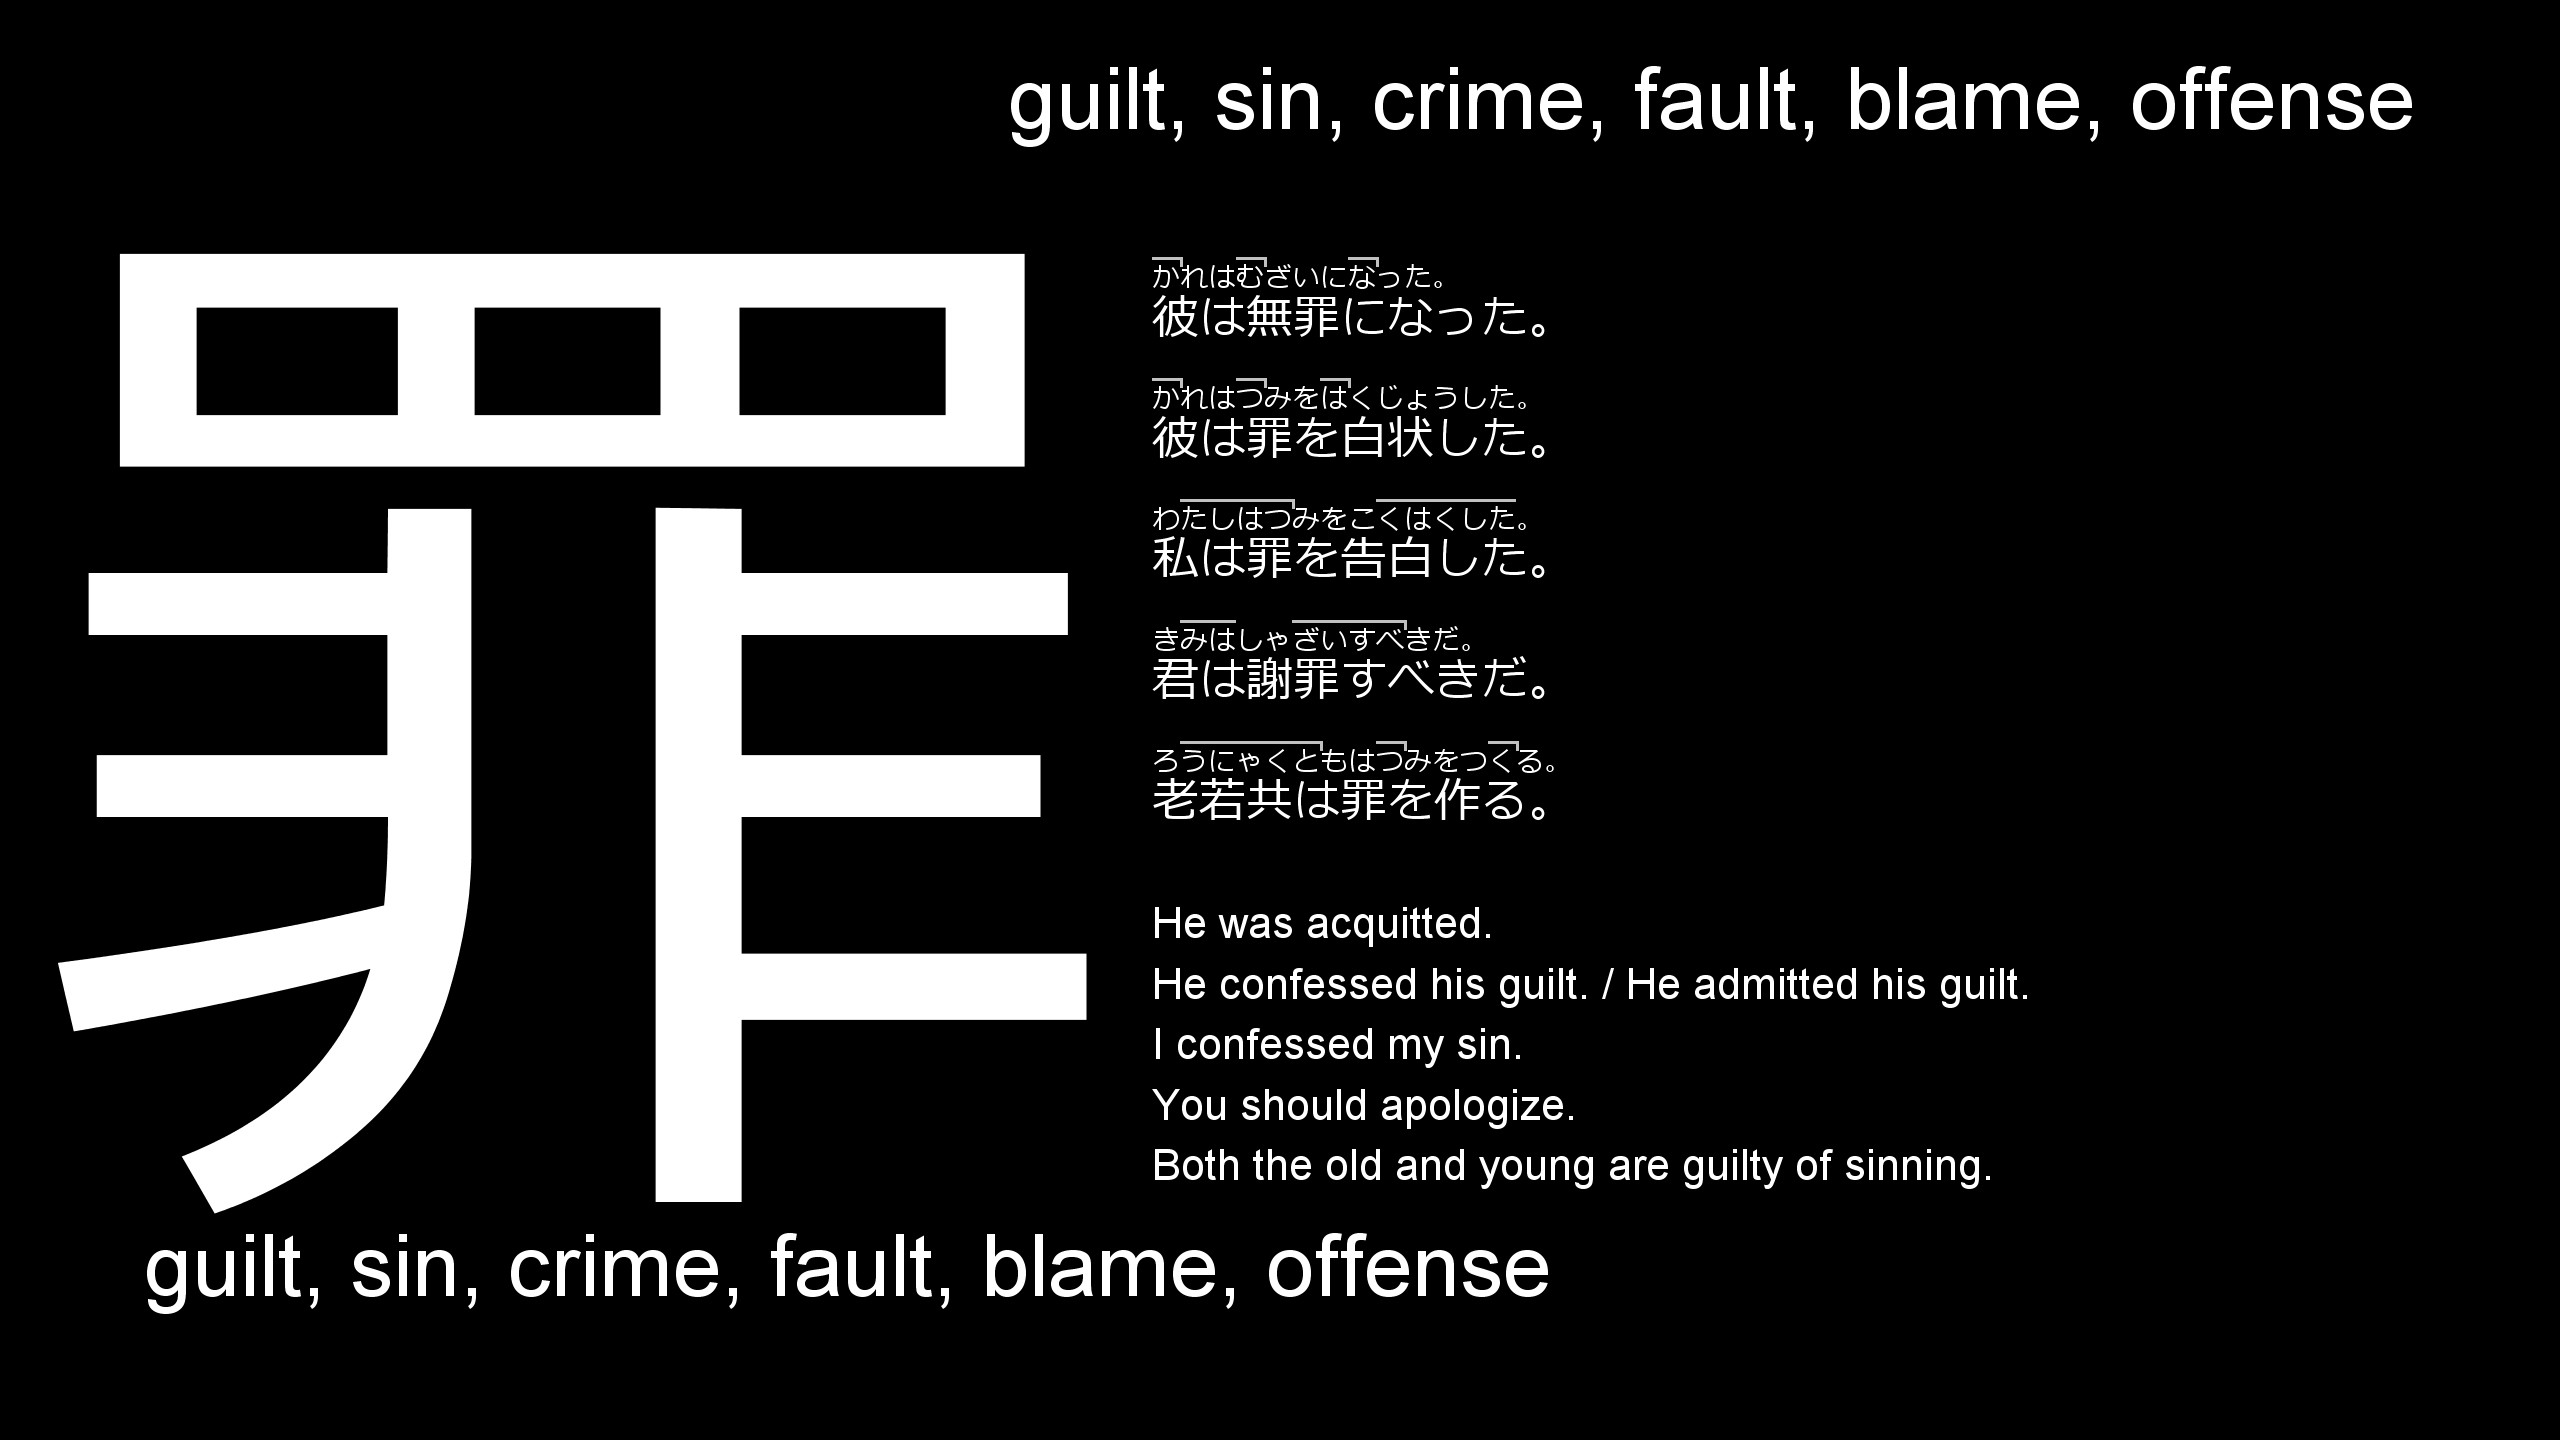 guilt, sin, crime, fault, blame, offense
罪
かれはむざいになった。
彼は無罪になった。
かれはつみをはくじょうした。
彼は罪を白状した。
わたしはつみをこくはくした。
私は罪を告白した。
きみはしゃざいすべきだ。
君は謝罪すべきだ。
ろうにゃくともはつみをつくる。
老若共は罪を作る。
He was acquitted.
He confessed his guilt. / He admitted his guilt.
I confessed my sin.
You should apologize.
Both the old and young are guilty of sinning.
guilt, sin, crime, fault, blame, offense